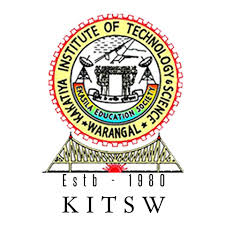 KAKATIYA INSTITUTE OF TECHNOLOGY & SCIENCE
EKASILA EDUCATION SOCIETY
★ WARANGAL ★
Estb - 1980
KITSW